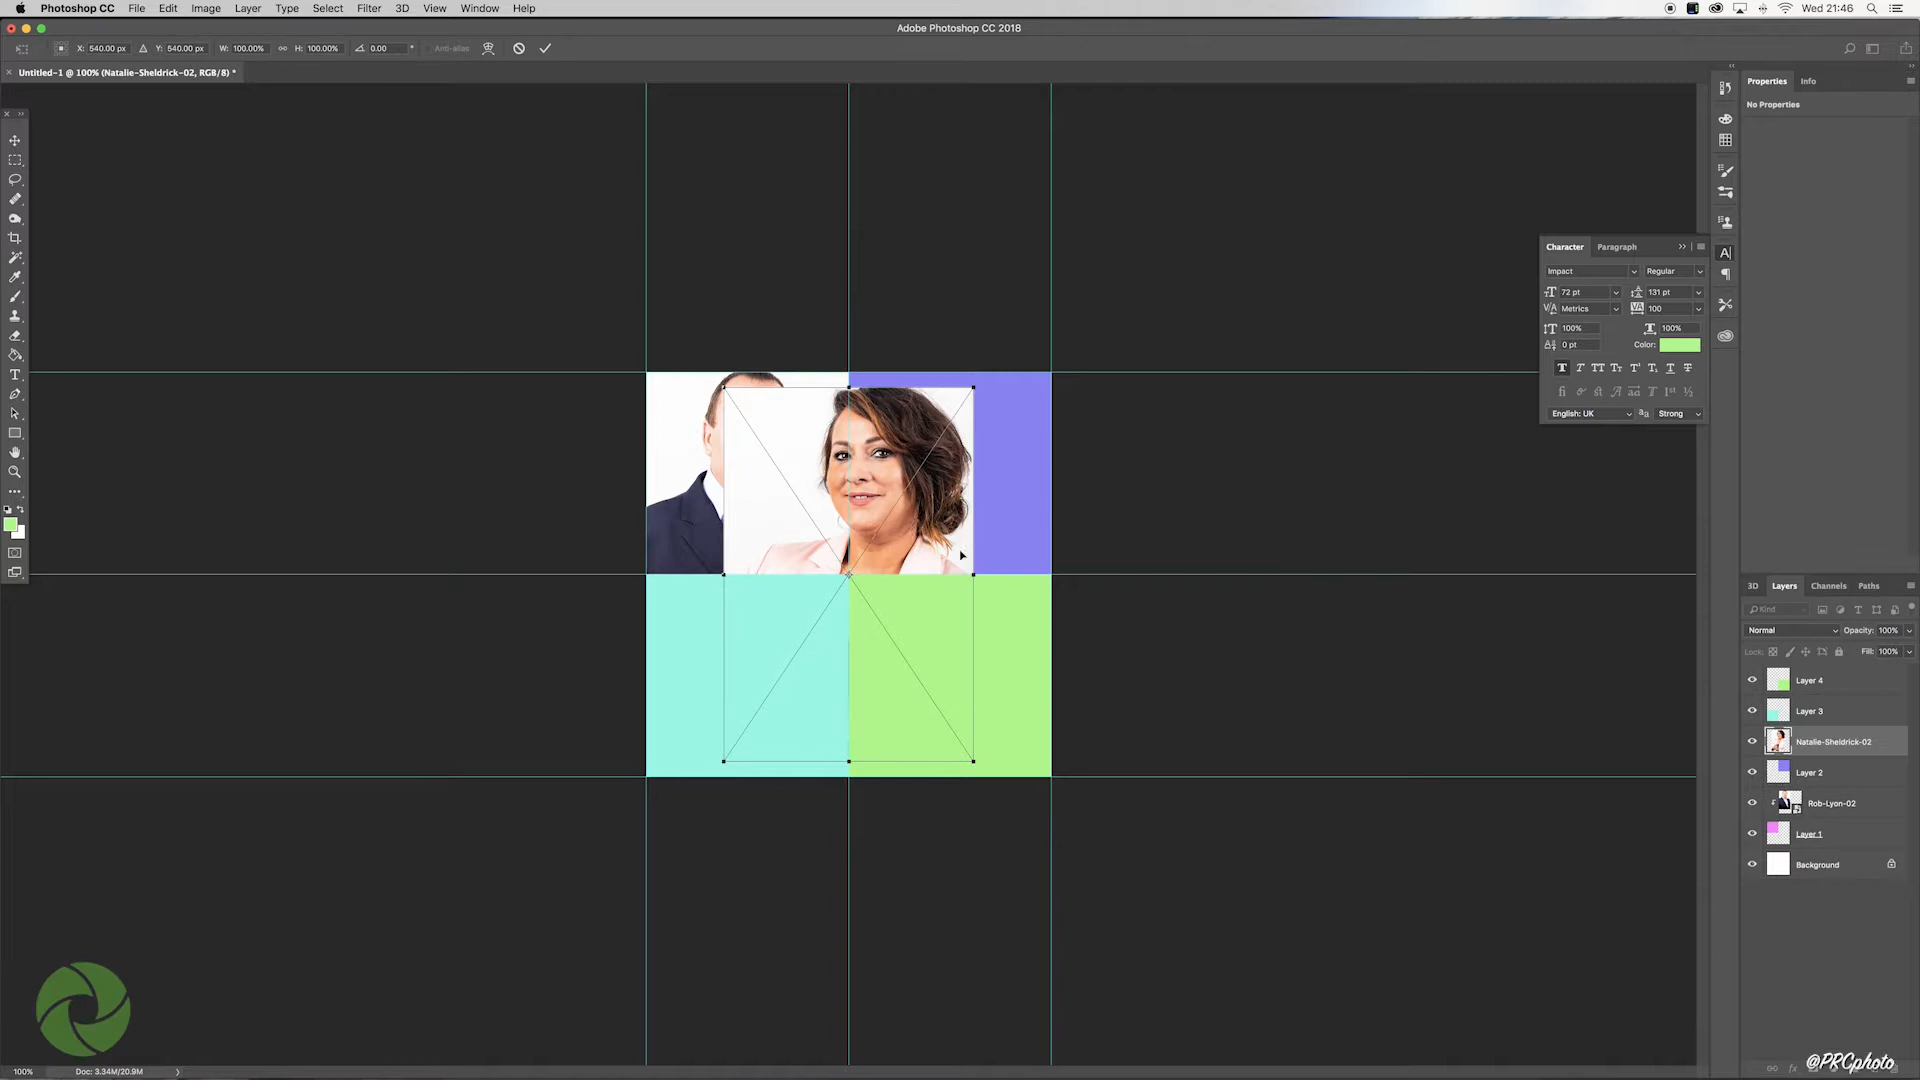 Photoshop CC File Edit Image Layer Type Select Filter 3D View Window Help Wed 21:46
Adobe Photoshop CC 2018
X: 540.00 px Y: 540.00 px W: 100.00% H: 100.00% 0.00 ° Anti-alias
Untitled-1 @ 100% (Natalie-Sheldrick-02, RGB/8) *
Properties Info
No Properties
Character Paragraph
Impact Regular
72 pt 131 pt
Metrics 100
100% 100%
0 pt Color:
English: UK aa Strong
3D Layers Channels Paths
Kind
Normal Opacity: 100%
Lock: Fill: 100%
Layer 4
Layer 3
Natalie-Sheldrick-02
Layer 2
Rob-Lyon-02
Layer 1
Background
@PRCphoto
100% Doc: 3.34M/20.9M